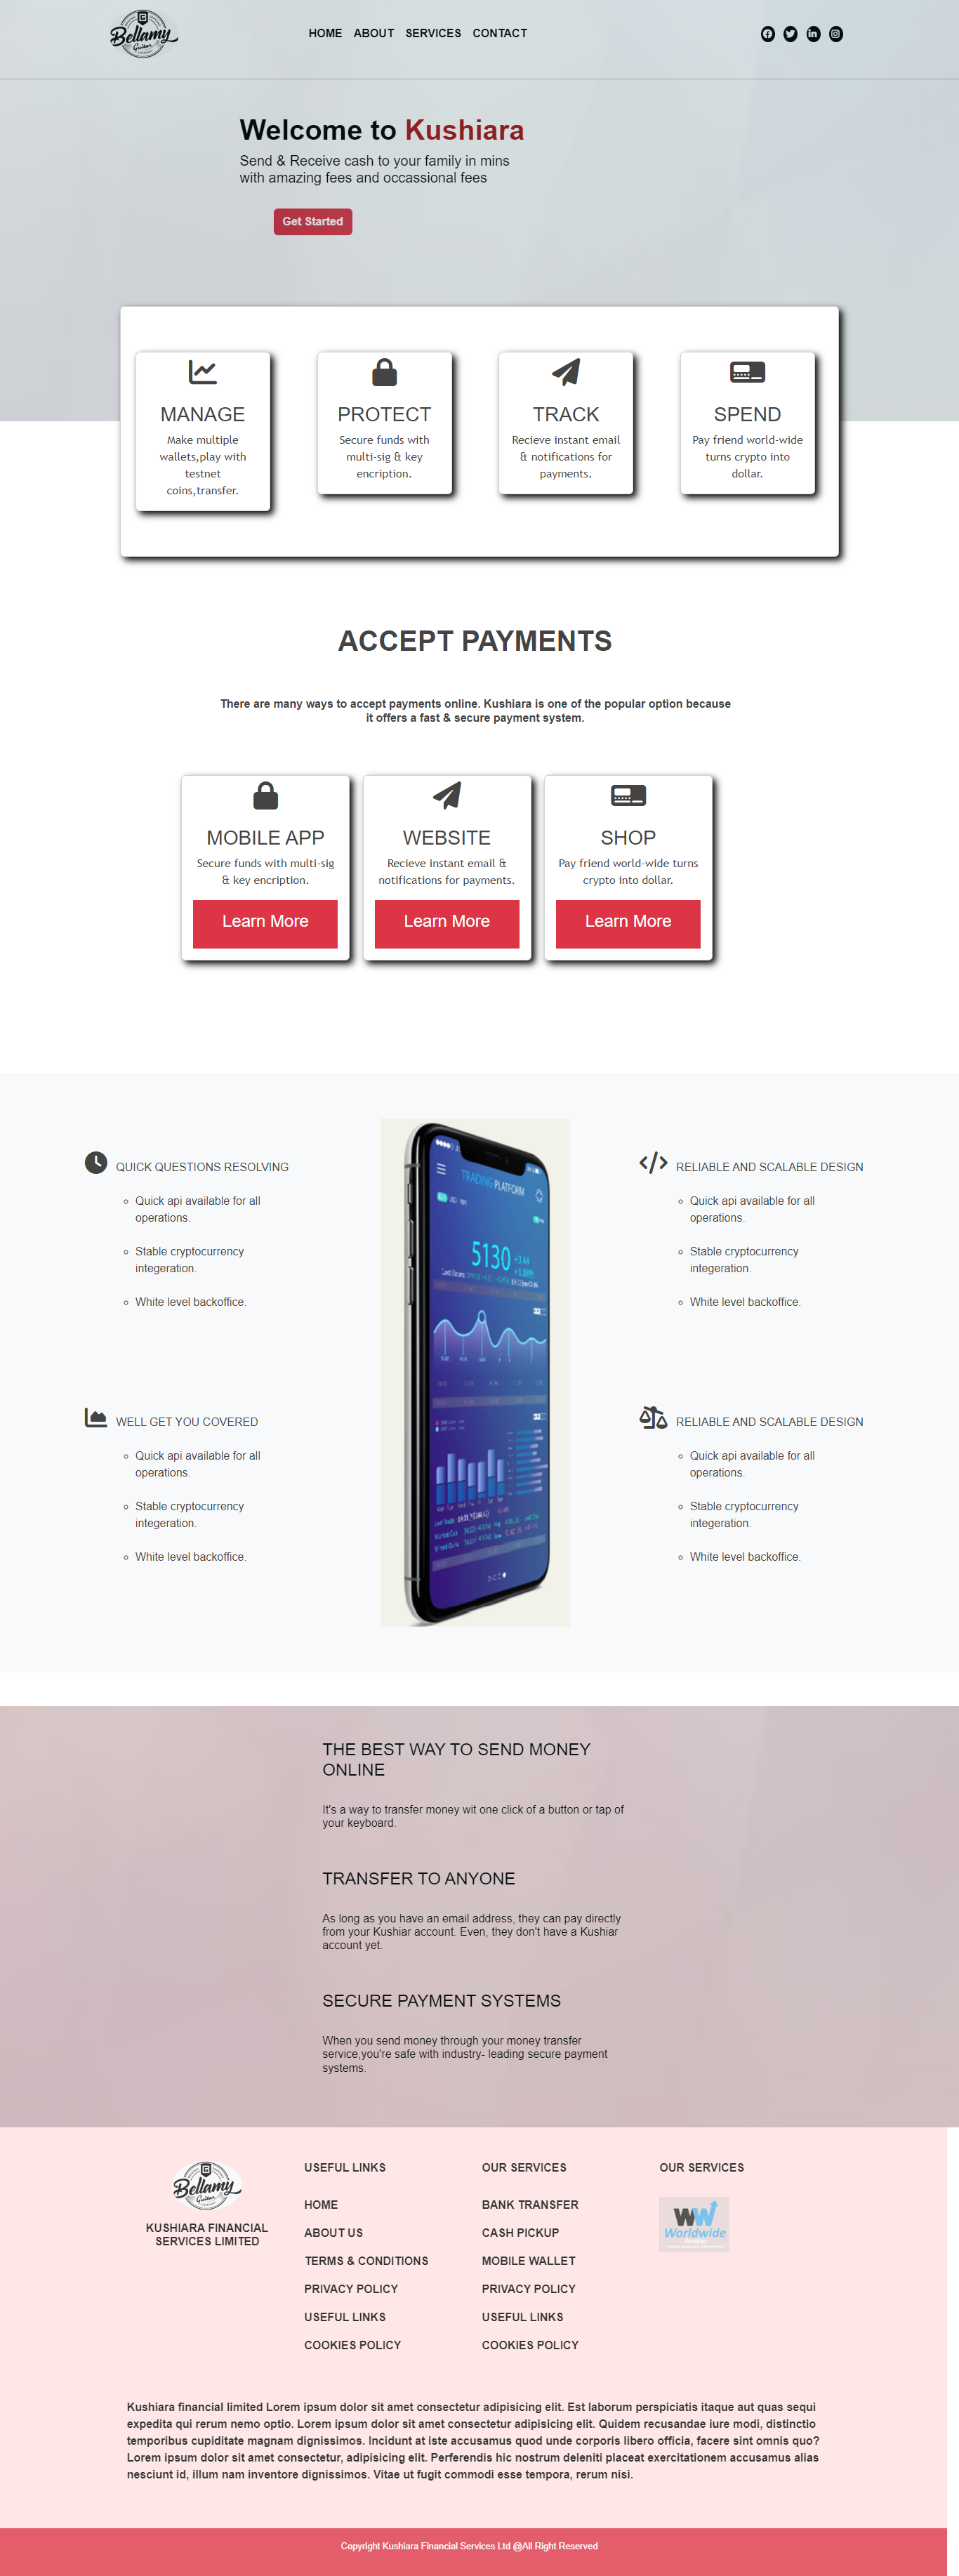 Bellamy
Guitar
HOME ABOUT SERVICES CONTACT
Welcome to Kushiara
Send & Receive cash to your family in mins
with amazing fees and occassional fees
Get Started
MANAGE
Make multiple
wallets,play with
testnet
coins,transfer.
PROTECT
Secure funds with
multi-sig & key
encription.
TRACK
Recieve instant email
& notifications for
payments.
SPEND
Pay friend world-wide
turns crypto into
dollar.
ACCEPT PAYMENTS
There are many ways to accept payments online. Kushiara is one of the popular option because
it offers a fast & secure payment system.
MOBILE APP
Secure funds with multi-sig
& key encription.
Learn More
WEBSITE
Recieve instant email &
notifications for payments.
Learn More
SHOP
Pay friend world-wide turns
crypto into dollar.
Learn More
QUICK QUESTIONS RESOLVING
Quick api available for all
operations.
Stable cryptocurrency
integeration.
White level backoffice.
WELL GET YOU COVERED
Quick api available for all
operations.
Stable cryptocurrency
integeration.
White level backoffice.
TRADING PLATFORM
5130
RELIABLE AND SCALABLE DESIGN
Quick api available for all
operations.
Stable cryptocurrency
integeration.
White level backoffice.
RELIABLE AND SCALABLE DESIGN
Quick api available for all
operations.
Stable cryptocurrency
integeration.
White level backoffice.
THE BEST WAY TO SEND MONEY
ONLINE
It's a way to transfer money wit one click of a button or tap of
your keyboard.
TRANSFER TO ANYONE
As long as you have an email address, they can pay directly
from your Kushiar account. Even, they don't have a Kushiar
account yet.
SECURE PAYMENT SYSTEMS
When you send money through your money transfer
service,you're safe with industry- leading secure payment
systems.
Bellamy
Guitar
KUSHIARA FINANCIAL
SERVICES LIMITED
USEFUL LINKS
HOME
ABOUT US
TERMS & CONDITIONS
PRIVACY POLICY
USEFUL LINKS
COOKIES POLICY
OUR SERVICES
BANK TRANSFER
CASH PICKUP
MOBILE WALLET
PRIVACY POLICY
USEFUL LINKS
COOKIES POLICY
OUR SERVICES
WW
Worldwide
Kushiara financial limited Lorem ipsum dolor sit amet consectetur adipisicing elit. Est laborum perspiciatis itaque aut quas sequi
expedita qui rerum nemo optio. Lorem ipsum dolor sit amet consectetur adipisicing elit. Quidem recusandae iure modi, distinctio
temporibus cupiditate magnam dignissimos. Incidunt at iste accusamus quod unde corporis libero officia, facere sint omnis quo?
Lorem ipsum dolor sit amet consectetur, adipisicing elit. Perferendis hic nostrum deleniti placeat exercitationem accusamus alias
nesciunt id, illum nam inventore dignissimos. Vitae ut fugit commodi esse tempora, rerum nisi.
Copyright Kushiara Financial Services Ltd @All Right Reserved